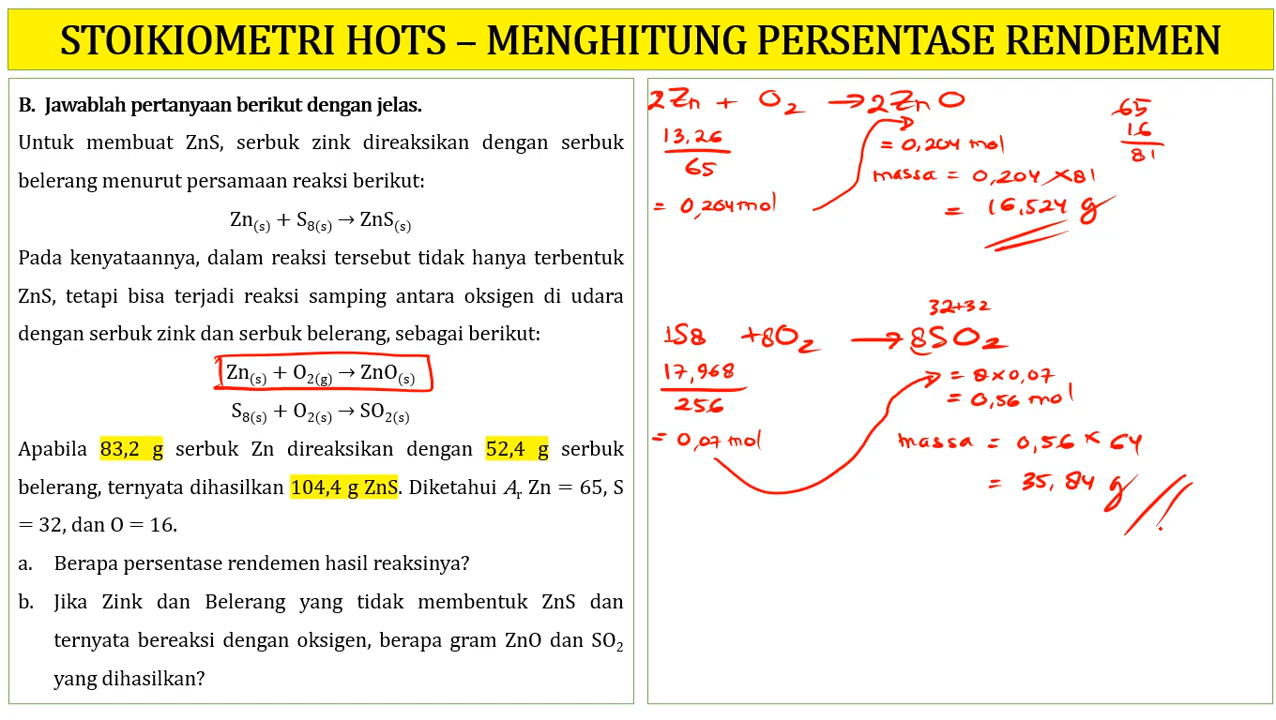 STOIKIOMETRI HOTS – MENGHITUNG PERSENTASE RENDEMEN
B. Jawablah pertanyaan berikut dengan jelas.
Untuk membuat ZnS, serbuk zink direaksikan dengan serbuk
belerang menurut persamaan reaksi berikut:
Zn(s) + S8(s) → ZnS(s)
Pada kenyataannya, dalam reaksi tersebut tidak hanya terbentuk
ZnS, tetapi bisa terjadi reaksi samping antara oksigen di udara
dengan serbuk zink dan serbuk belerang, sebagai berikut:
Zn(s) + O2(g) → ZnO(s)
S8(s) + O2(s) → SO2(s)
Apabila 83,2 g serbuk Zn direaksikan dengan 52,4 g serbuk
belerang, ternyata dihasilkan 104,4 g ZnS. Diketahui Ar Zn = 65, S
= 32, dan O = 16.
a. Berapa persentase rendemen hasil reaksinya?
b. Jika Zink dan Belerang yang tidak membentuk ZnS dan
ternyata bereaksi dengan oksigen, berapa gram ZnO dan SO2
yang dihasilkan?
2Zn + O2 → 2ZnO
13,26
65
= 0,204 mol
= 0,204 mol
massa = 0,204 × 81
= 16,524 g
65
16
81
32+32
1S8 + 8O2 → 8SO2
17,968
256
= 0,07 mol
= 8 × 0,07
= 0,56 mol
massa = 0,56 × 64
= 35,84 g